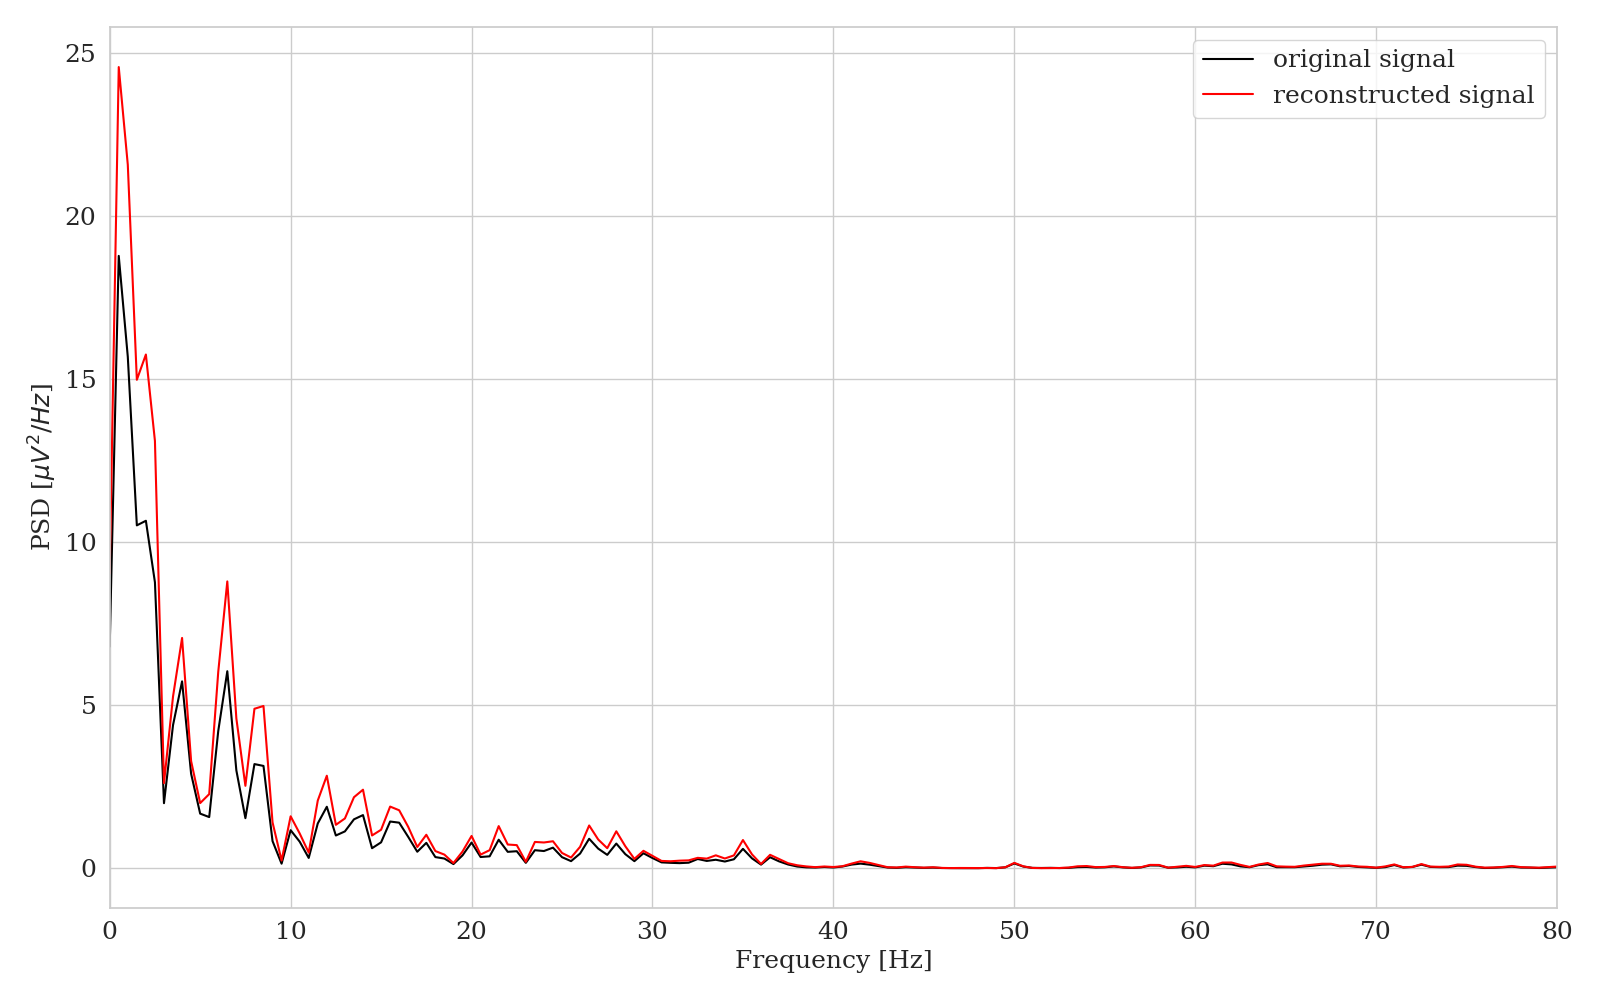 25
20
15
10
5
0
PSD [μV²/Hz]
original signal
reconstructed signal
0 10 20 30 40 50 60 70 80
Frequency [Hz]